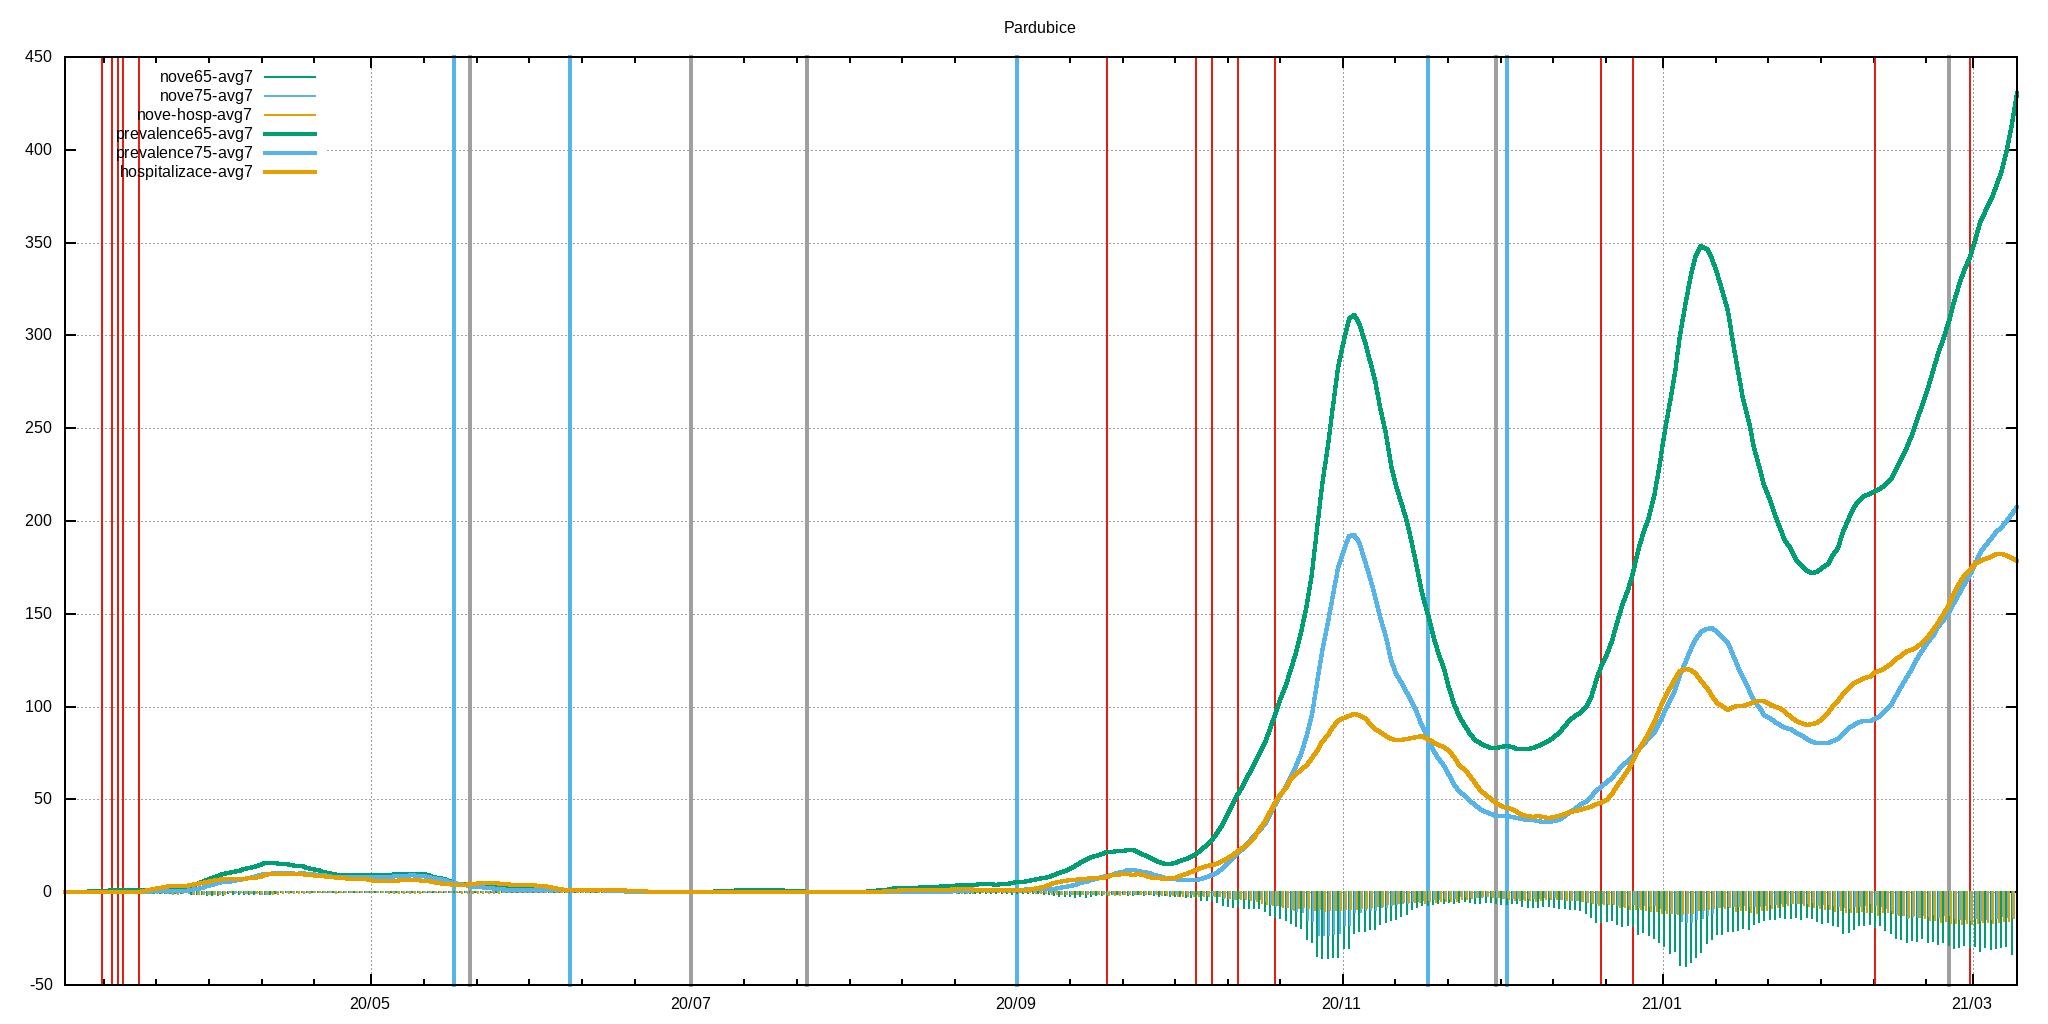 Pardubice
450
400
350
300
250
200
150
100
50
0
-50
nove65-avg7
nove75-avg7
nove-hosp-avg7
prevalence65-avg7
prevalence75-avg7
hospitalizace-avg7
20/05 20/07 20/09 20/11 21/01 21/03